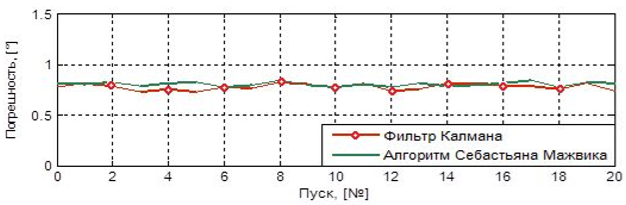 1.5
1
0.5
0
Погрешность, [°]
0 2 4 6 8 10 12 14 16 18 20
Пуск, [№]
Фильтр Калмана
Алгоритм Себастьяна Мажвика